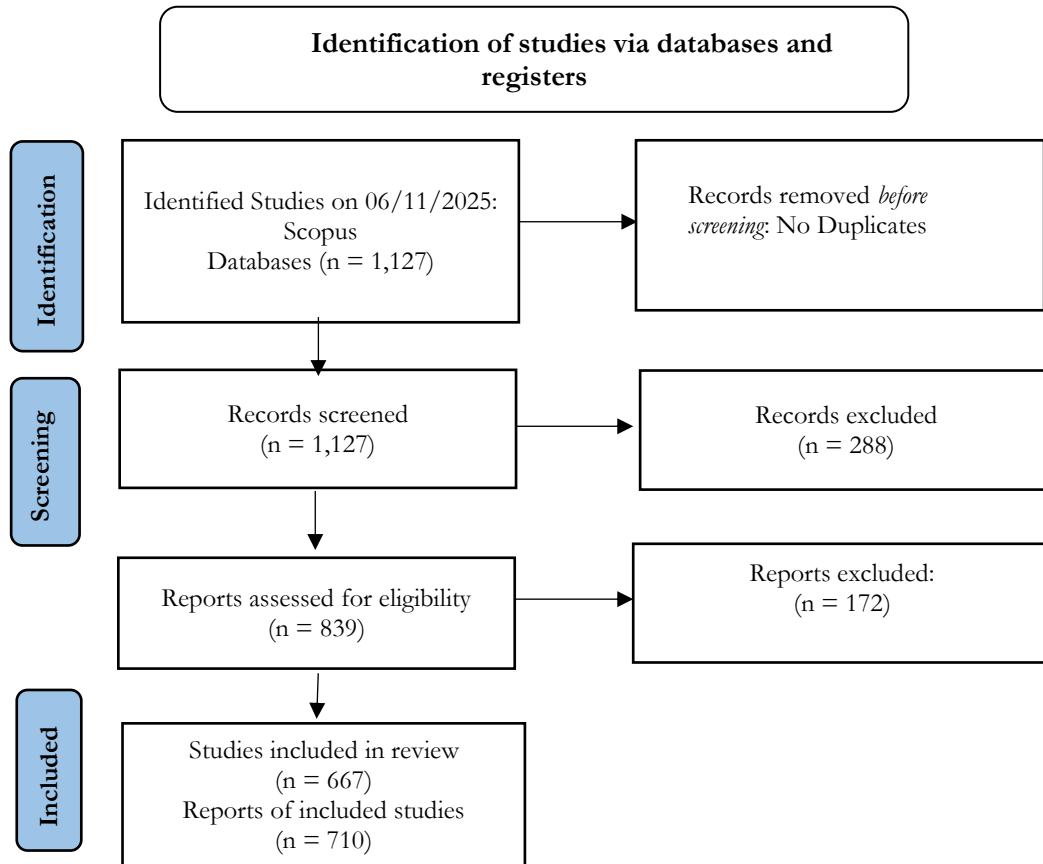 Identification of studies via databases and
registers
Identification
Identified Studies on 06/11/2025:
Scopus
Databases (n = 1,127)
Records removed before
screening: No Duplicates
Screening
Records screened
(n = 1,127)
Records excluded
(n = 288)
Reports assessed for eligibility
(n = 839)
Reports excluded:
(n = 172)
Included
Studies included in review
(n = 667)
Reports of included studies
(n = 710)